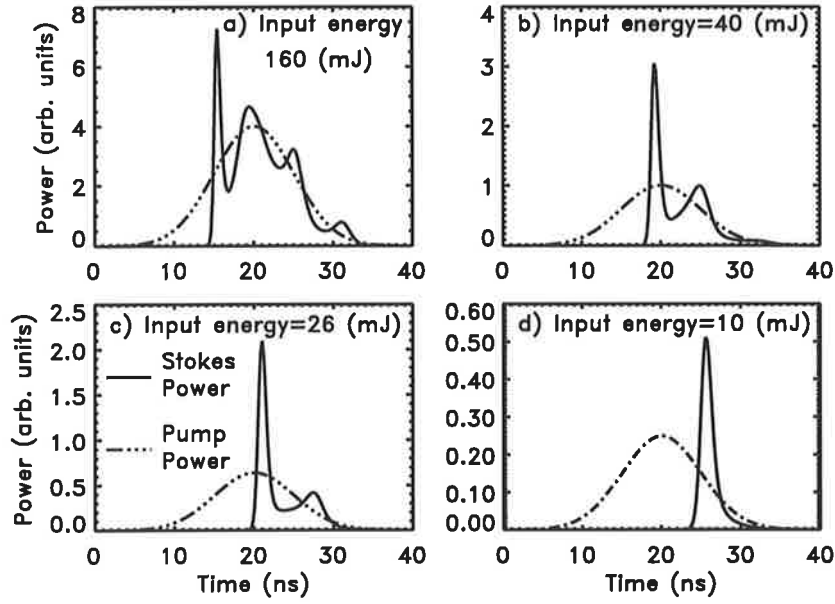 a) Input energy
160 (mJ)
Power (arb. units)
8
6
4
2
0
0 10 20 30 40
b) Input energy=40 (mJ)
4
3
2
1
0
0 10 20 30 40
c) Input energy=26 (mJ)
Stokes
Power
Pump
Power
Power (arb. units)
2.5
2.0
1.5
1.0
0.5
0.0
0 10 20 30 40
Time (ns)
d) Input energy=10 (mJ)
0.60
0.50
0.40
0.30
0.20
0.10
0.00
0 10 20 30 40
Time (ns)